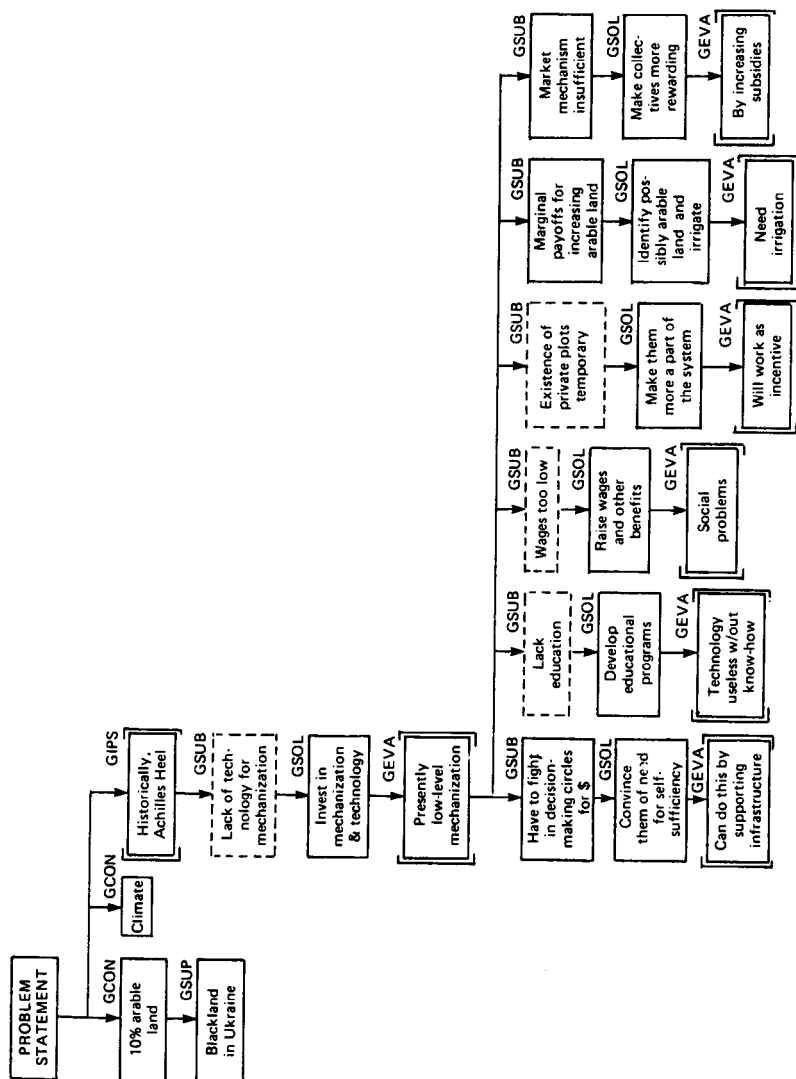 PROBLEM
STATEMENT
GCON
10% arable
land
GSUP
Blackland
in Ukraine
GCON
Climate
GIPS
Historically,
Achilles Heel
GSUB
Lack of tech-
nology for
mechanization
GSOL
Invest in
mechanization
& technology
GEVA
Presently
low-level
mechanization
GSUB
Have to fight
in decision-
making circles
for $
GSOL
Convince
them of need
for self-
sufficiency
GEVA
Can do this by
supporting
infrastructure
GSUB
Lack
education
GSOL
Develop
educational
programs
GEVA
Technology
useless w/out
know-how
GSUB
Wages too low
GSOL
Raise wages
and other
benefits
GEVA
Social
problems
GSUB
Existence of
private plots
temporary
GSOL
Make them
more a part of
the system
GEVA
Will work as
incentive
GSUB
Marginal
payoffs for
increasing
arable land
GSOL
Identify pos-
sibly arable
land and
irrigate
GEVA
Need
irrigation
GSUB
Market
mechanism
insufficient
GSOL
Make collec-
tives more
rewarding
GEVA
By increasing
subsidies